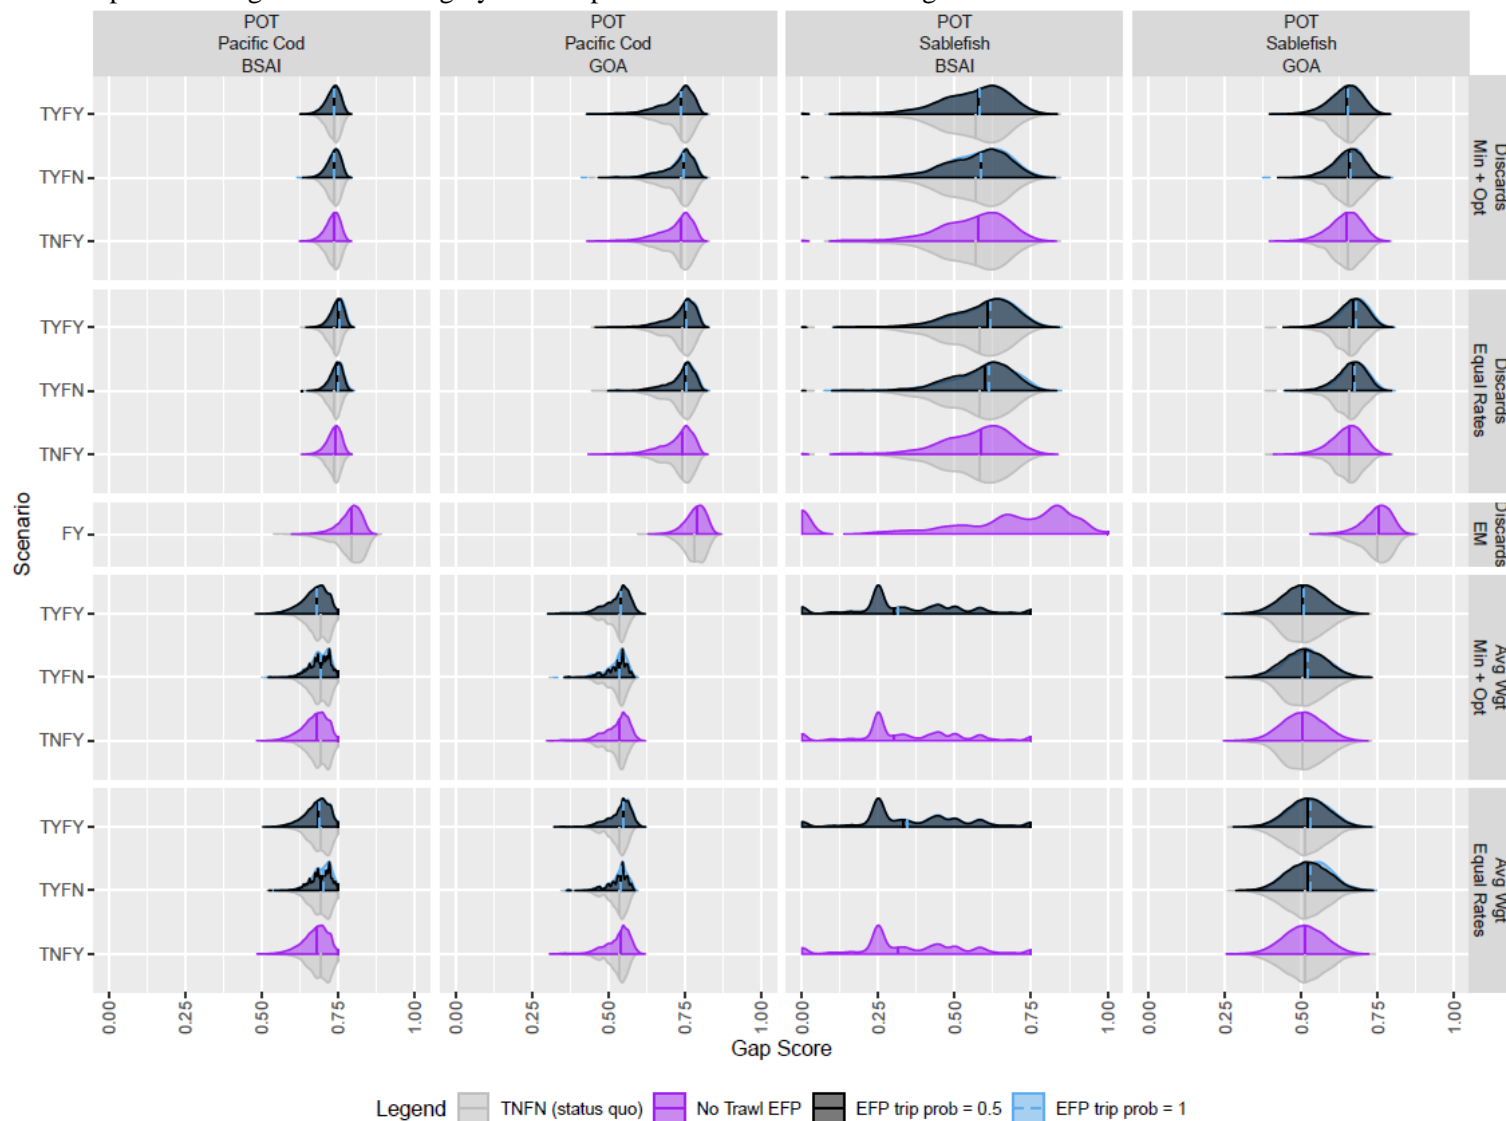 POT
Pacific Cod
BSAI
POT
Pacific Cod
GOA
POT
Sablefish
BSAI
POT
Sablefish
GOA
TYFY
TYFN
TNFY
Discards
Min + Opt
TYFY
TYFN
TNFY
Discards
Equal Rates
FY
Discards
EM
TYFY
TYFN
TNFY
Avg Wgt
Min + Opt
TYFY
TYFN
TNFY
Avg Wgt
Equal Rates
Scenario
0.00
0.25
0.50
0.75
1.00
0.00
0.25
0.50
0.75
1.00
0.00
0.25
0.50
0.75
1.00
0.00
0.25
0.50
0.75
1.00
Gap Score
Legend TNFN (status quo) No Trawl EFP EFP trip prob = 0.5 EFP trip prob = 1